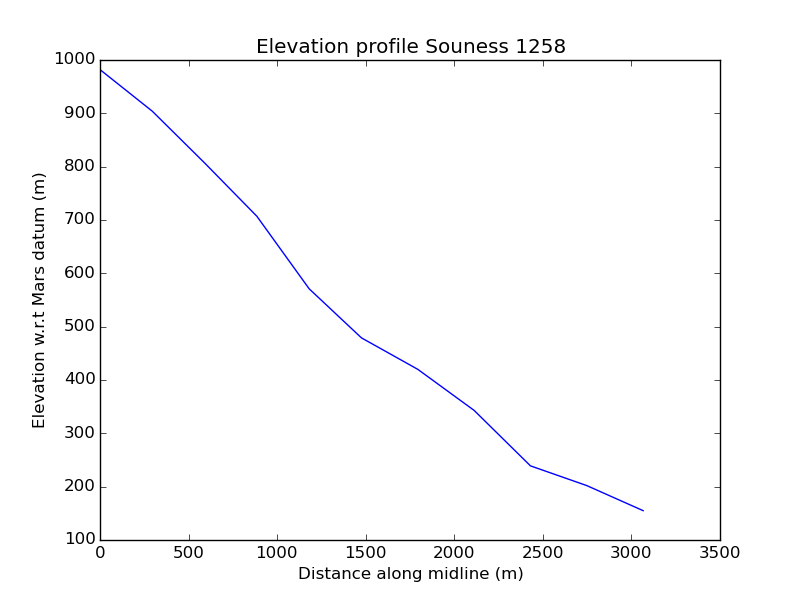 Elevation profile Souness 1258
1000
900
800
700
600
500
400
300
200
100
Elevation w.r.t Mars datum (m)
0 500 1000 1500 2000 2500 3000 3500
Distance along midline (m)